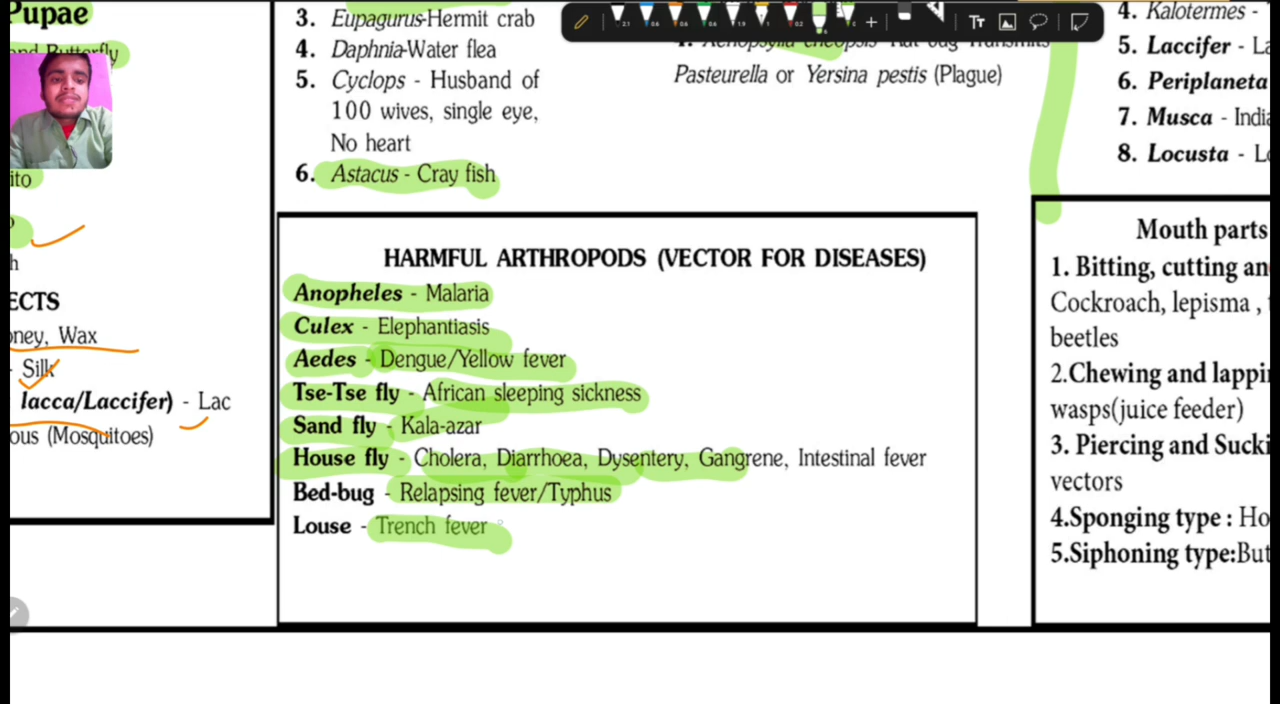 Pupae
and Butterfly
ito
h
ECTS
oney, Wax
- Silk
lacca/Laccifer) - Lac
ous (Mosquitoes)
3. Eupagurus-Hermit crab
4. Daphnia-Water flea
5. Cyclops - Husband of
100 wives, single eye,
No heart
6. Astacus - Cray fish
Pasteurella or Yersina pestis (Plague)
HARMFUL ARTHROPODS (VECTOR FOR DISEASES)
Anopheles - Malaria
Culex - Elephantiasis
Aedes - Dengue/Yellow fever
Tse-Tse fly - African sleeping sickness
Sand fly - Kala-azar
House fly - Cholera, Diarrhoea, Dysentery, Gangrene, Intestinal fever
Bed-bug - Relapsing fever/Typhus
Louse - Trench fever
4. Kalotermes -
5. Laccifer - La
6. Periplaneta
7. Musca - India
8. Locusta - Lo
Mouth parts
1. Bitting, cutting an
Cockroach, lepisma ,
beetles
2.Chewing and lappi
wasps(juice feeder)
3. Piercing and Sucki
vectors
4.Sponging type : Ho
5.Siphoning type:But